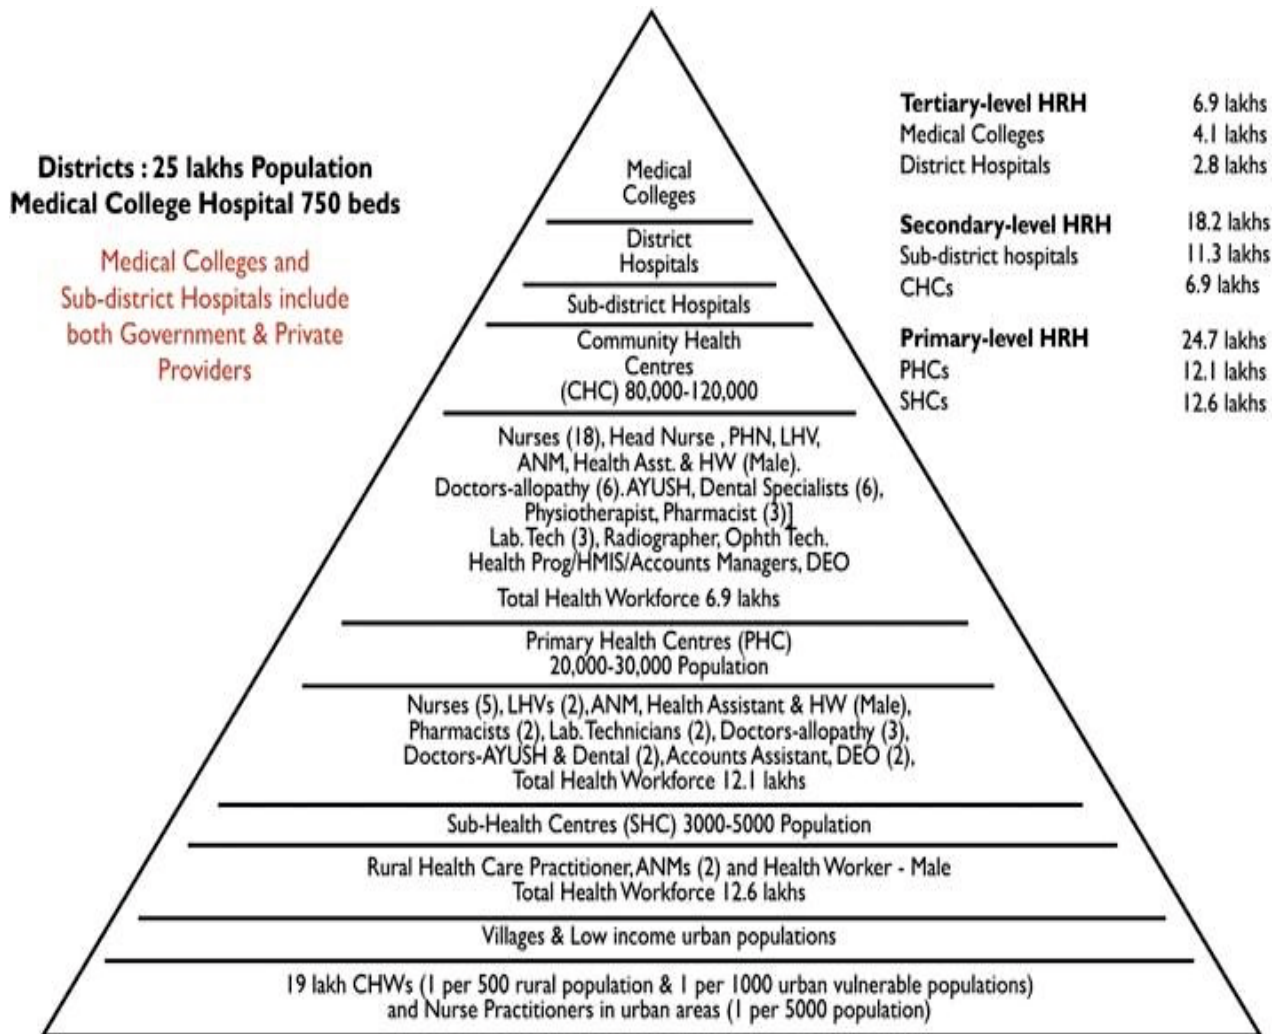 Districts : 25 lakhs Population
Medical College Hospital 750 beds
Medical Colleges and
Sub-district Hospitals include
both Government & Private
Providers
Medical
Colleges
District
Hospitals
Sub-district Hospitals
Community Health
Centres
(CHC) 80,000-120,000
Nurses (18), Head Nurse , PHN, LHV,
ANM, Health Asst. & HW (Male).
Doctors-allopathy (6). AYUSH, Dental Specialists (6),
Physiotherapist, Pharmacist (3)]
Lab. Tech (3), Radiographer, Ophth Tech.
Health Prog/HMIS/Accounts Managers, DEO
Total Health Workforce 6.9 lakhs
Primary Health Centres (PHC)
20,000-30,000 Population
Nurses (5), LHVs (2), ANM, Health Assistant & HW (Male),
Pharmacists (2), Lab. Technicians (2), Doctors-allopathy (3),
Doctors-AYUSH & Dental (2), Accounts Assistant, DEO (2),
Total Health Workforce 12.1 lakhs
Sub-Health Centres (SHC) 3000-5000 Population
Rural Health Care Practitioner, ANMs (2) and Health Worker - Male
Total Health Workforce 12.6 lakhs
Villages & Low income urban populations
19 lakh CHWs (1 per 500 rural population & 1 per 1000 urban vulnerable populations)
and Nurse Practitioners in urban areas (1 per 5000 population)
Tertiary-level HRH 6.9 lakhs
Medical Colleges 4.1 lakhs
District Hospitals 2.8 lakhs
Secondary-level HRH 18.2 lakhs
Sub-district hospitals 11.3 lakhs
CHCs 6.9 lakhs
Primary-level HRH 24.7 lakhs
PHCs 12.1 lakhs
SHCs 12.6 lakhs